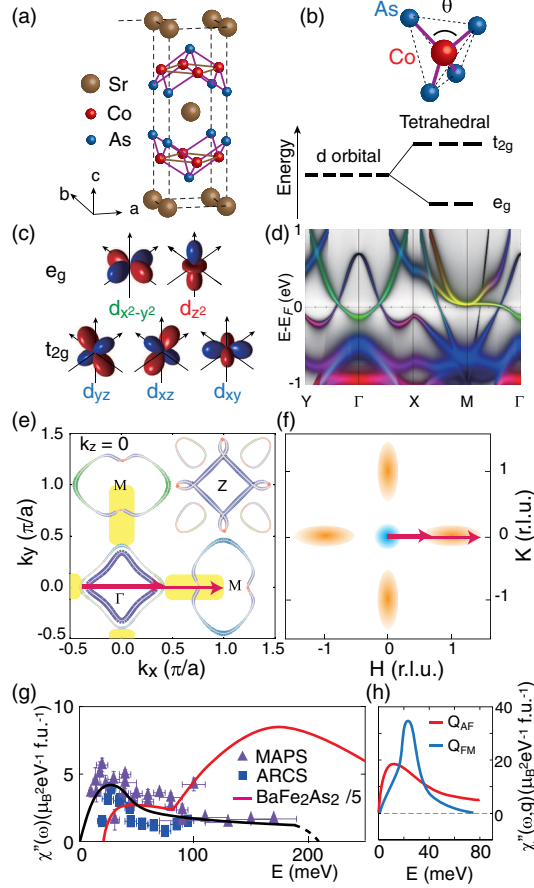 (a)
Sr
Co
As
c
b
a
(b)
As
θ
Co
Tetrahedral
t2g
d orbital
Energy
eg
(c)
eg
dx²-y²
dz²
t2g
dyz
dxz
dxy
(d)
1
E-EF (eV)
0
-1
Y Γ X M Γ
(e)
kz = 0
1.5
1.0
0.5
0.0
-0.5
ky (π/a)
M
Z
Γ
M
-0.5 0.0 0.5 1.0 1.5
kx (π/a)
(f)
1
0
-1
K (r.l.u.)
-1 0 1
H (r.l.u.)
(g)
10
5
0
χ"(ω)(μB²eV⁻¹ f.u.⁻¹)
MAPS
ARCS
BaFe2As2 /5
0 100 200
E (meV)
(h)
QAF
QFM
40
20
0
χ"(ω,q)(μB²eV⁻¹ f.u.⁻¹)
0 40 80
E (meV)